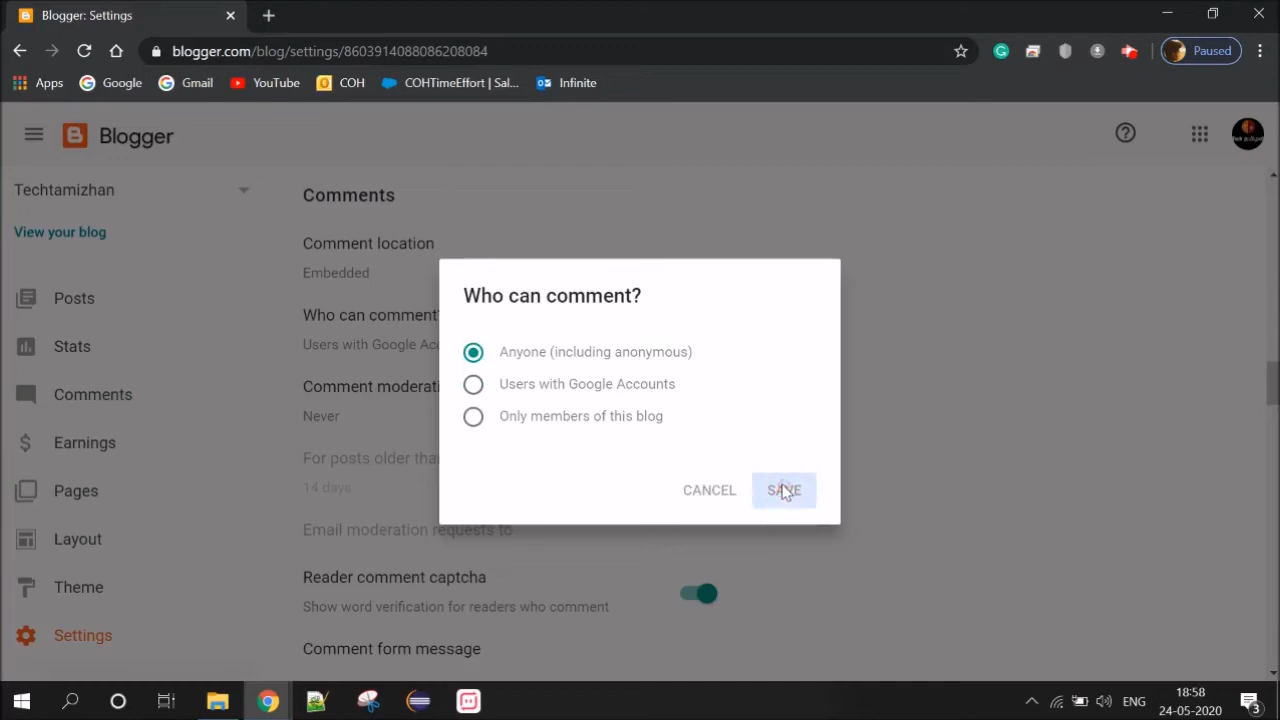 Blogger: Settings
blogger.com/blog/settings/8603914088086208084
Paused
Apps
Google
Gmail
YouTube
COH
COHTimeEffort | Sal...
Infinite
Blogger
Techtamizhan
View your blog
Posts
Stats
Comments
Earnings
Pages
Layout
Theme
Settings
Comments
Comment location
Embedded
Who can comment?
Users with Google Acc
Comment moderati
Never
For posts older tha
14 days
Email moderation requests to
Reader comment captcha
Show word verification for readers who comment
Comment form message
Who can comment?
Anyone (including anonymous)
Users with Google Accounts
Only members of this blog
CANCEL
SAVE
ENG
18:58
24-05-2020
3